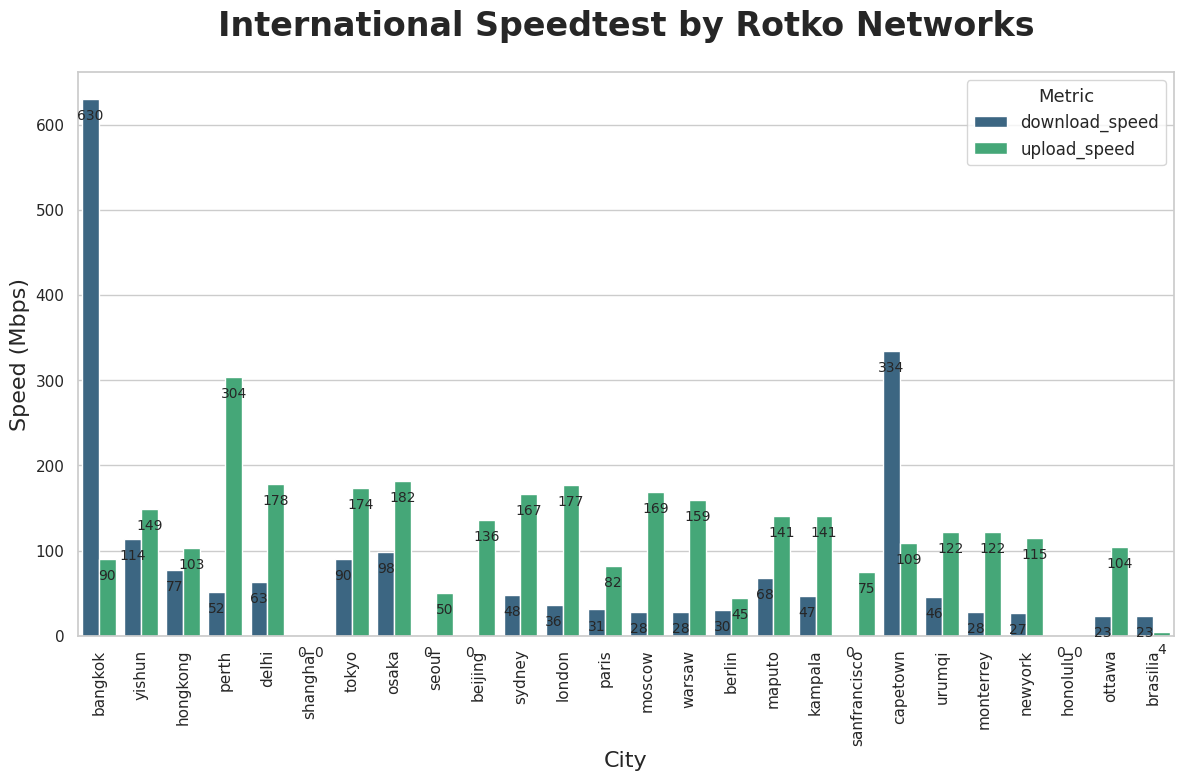 International Speedtest by Rotko Networks
Metric
download_speed
upload_speed
Speed (Mbps)
600
500
400
300
200
100
0
630
90
114
149
77
103
52
304
63
178
0
0
90
174
98
182
0
50
0
136
48
167
36
177
31
82
28
169
28
159
30
45
68
141
47
141
0
75
334
109
46
122
28
122
27
115
0
0
23
104
23
4
bangkok
yishun
hongkong
perth
delhi
shanghai
tokyo
osaka
seoul
beijing
sydney
london
paris
moscow
warsaw
berlin
maputo
kampala
sanfrancisco
capetown
urumqi
monterrey
newyork
honolulu
ottawa
brasilia
City